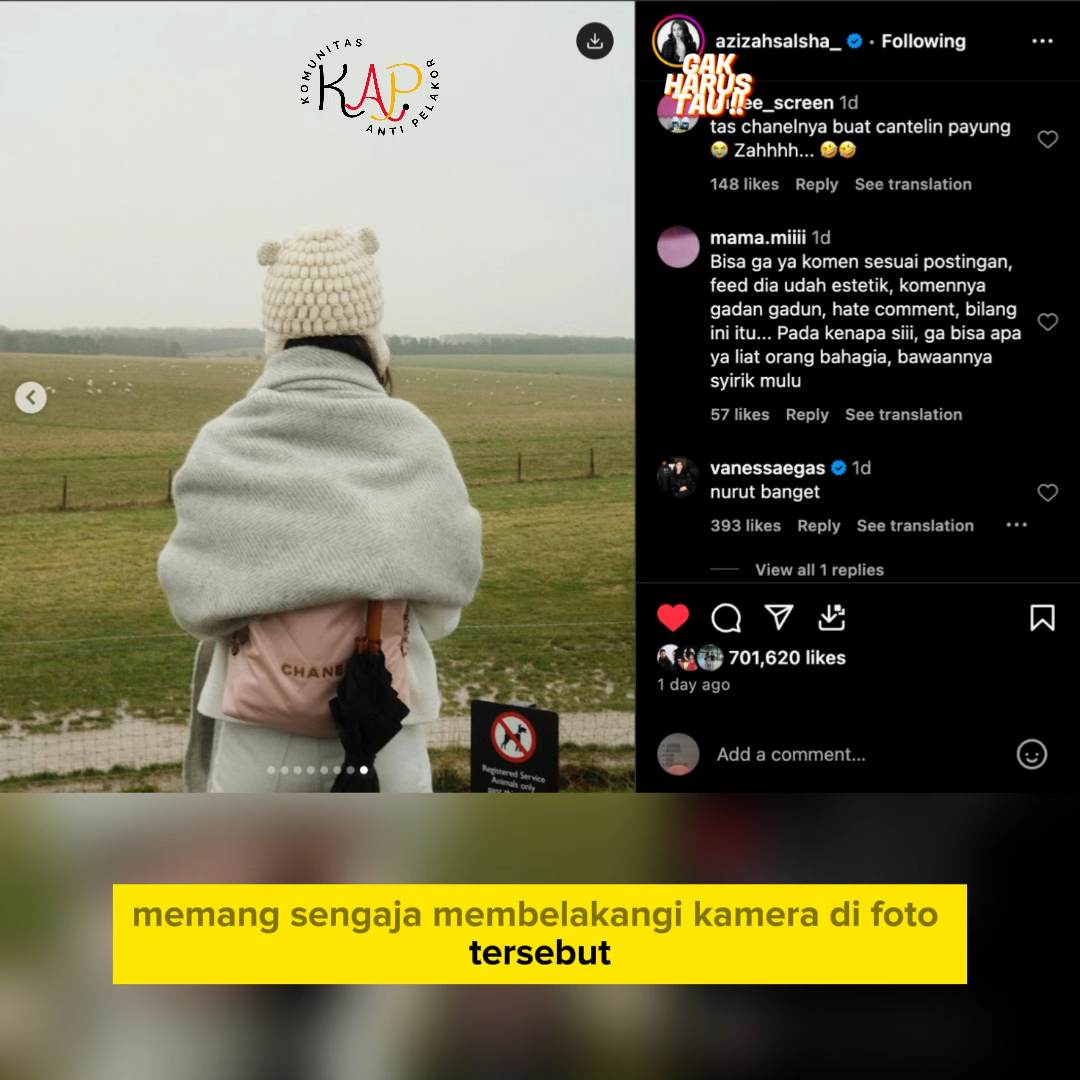 KOMUNITAS
KAP
ANTI PELAKOR
azizahsalsha_ • Following
GAK
HARUS
TAU !!
ee_screen 1d
tas chanelnya buat cantelin payung
😭 Zahhhh... 🤣🤣
148 likes Reply See translation
mama.miiii 1d
Bisa ga ya komen sesuai postingan,
feed dia udah estetik, komennya
gadan gadun, hate comment, bilang
ini itu... Pada kenapa siii, ga bisa apa
ya liat orang bahagia, bawaannya
syirik mulu
57 likes Reply See translation
vanessaegas 1d
nurut banget
393 likes Reply See translation
View all 1 replies
701,620 likes
1 day ago
Add a comment...
CHANE
Registered Service
Animals only
memang sengaja membelakangi kamera di foto
tersebut